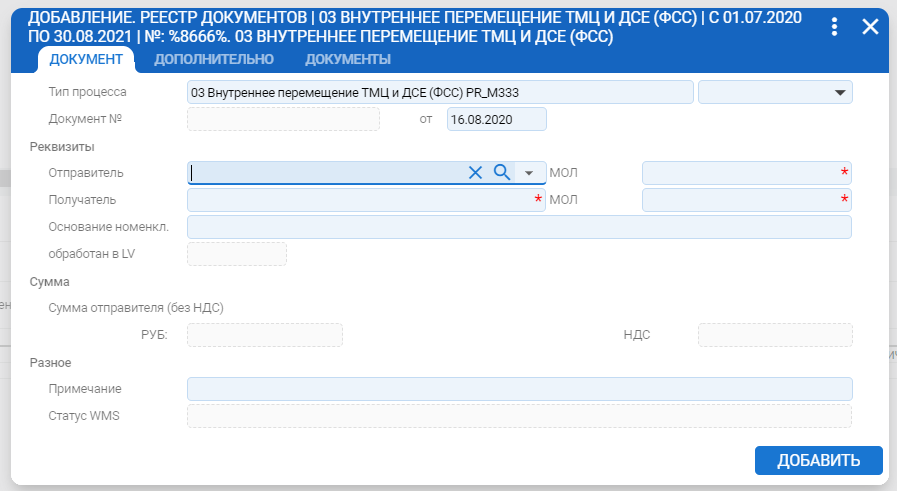 ДОБАВЛЕНИЕ. РЕЕСТР ДОКУМЕНТОВ | 03 ВНУТРЕННЕЕ ПЕРЕМЕЩЕНИЕ ТМЦ И ДСЕ (ФСС) | С 01.07.2020
ПО 30.08.2021 | №: %8666%. 03 ВНУТРЕННЕЕ ПЕРЕМЕЩЕНИЕ ТМЦ И ДСЕ (ФСС)
ДОКУМЕНТ ДОПОЛНИТЕЛЬНО ДОКУМЕНТЫ
Тип процесса 03 Внутреннее перемещение ТМЦ и ДСЕ (ФСС) PR_M333
Документ № от 16.08.2020
Реквизиты
Отправитель МОЛ *
Получатель * МОЛ *
Основание номенкл.
обработан в LV
Сумма
Сумма отправителя (без НДС)
РУБ: НДС
Разное
Примечание
Статус WMS
ДОБАВИТЬ